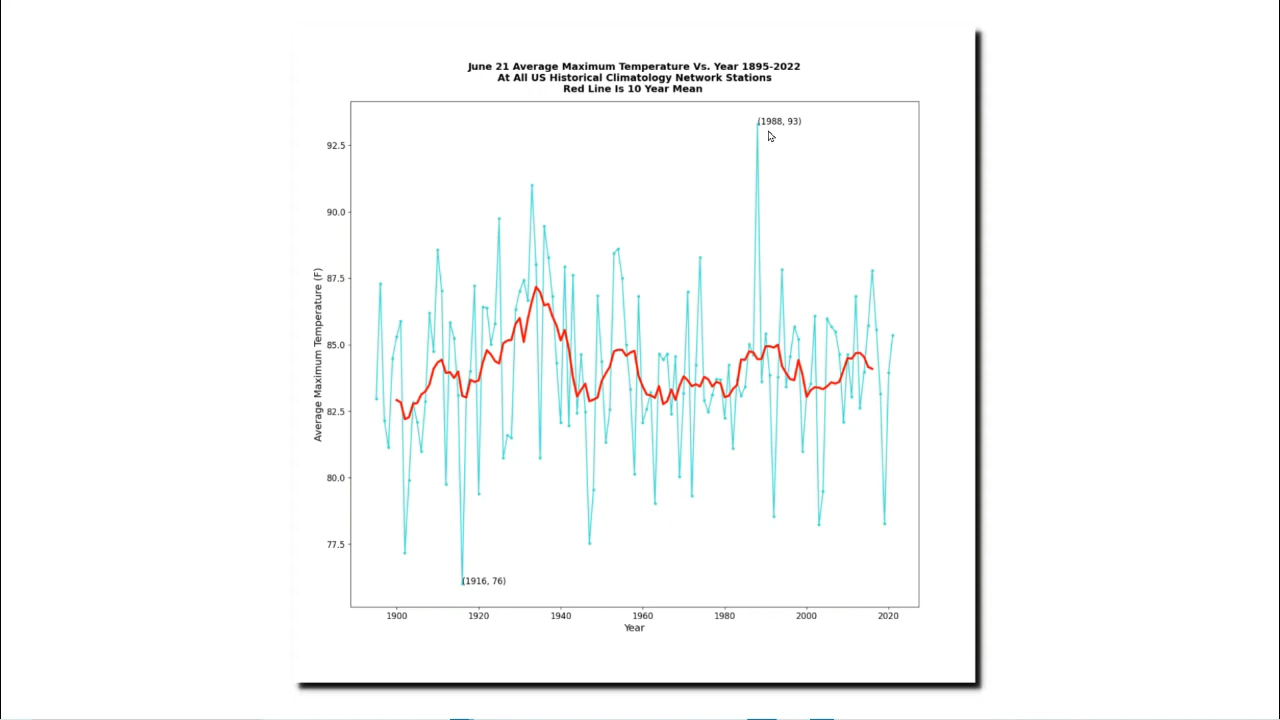 June 21 Average Maximum Temperature Vs. Year 1895-2022
At All US Historical Climatology Network Stations
Red Line Is 10 Year Mean
(1988, 93)
92.5
90.0
87.5
85.0
82.5
80.0
77.5
Average Maximum Temperature (F)
(1916, 76)
1900 1920 1940 1960 1980 2000 2020
Year